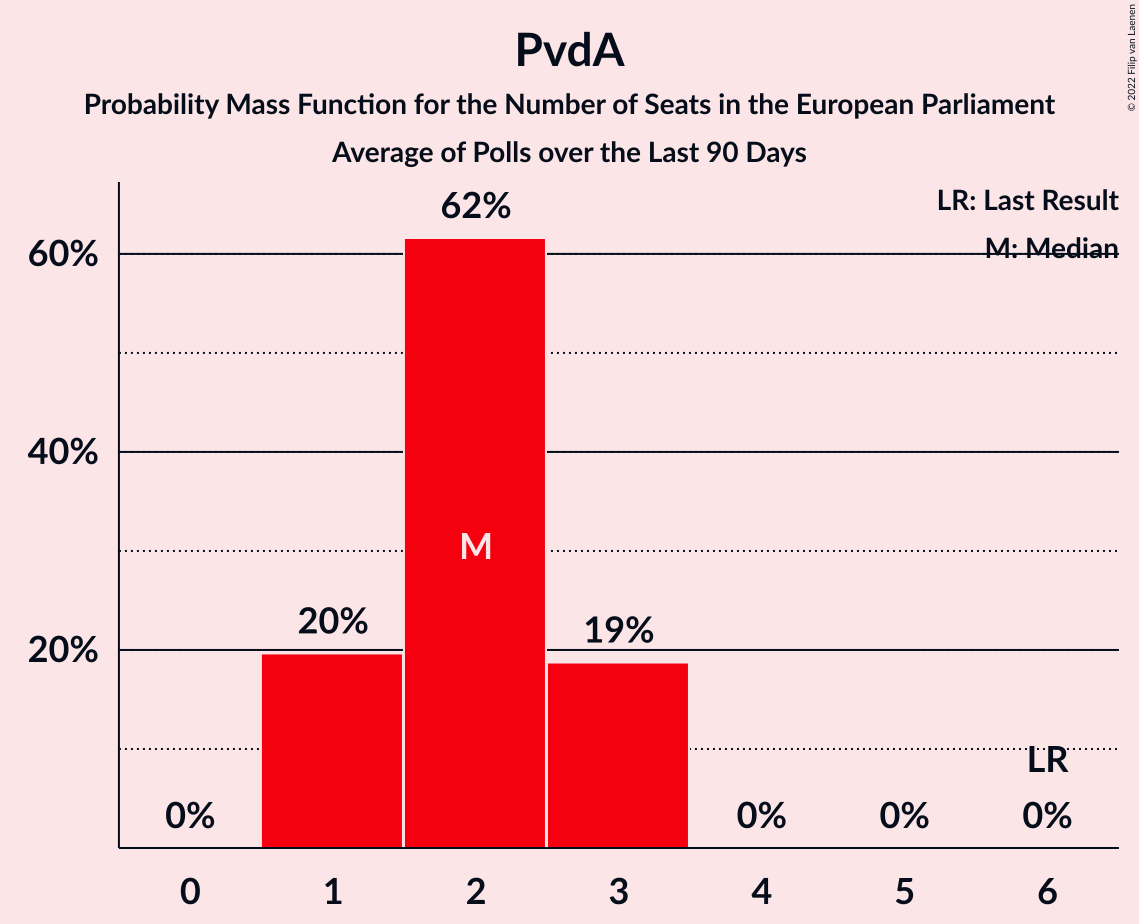 PvdA
Probability Mass Function for the Number of Seats in the European Parliament
Average of Polls over the Last 90 Days
© 2022 Filip van Laenen
LR: Last Result
M: Median
62%
60%
40%
M
20%
19%
20%
LR
0%
0%
0%
0%
0
1
2
3
4
5
6